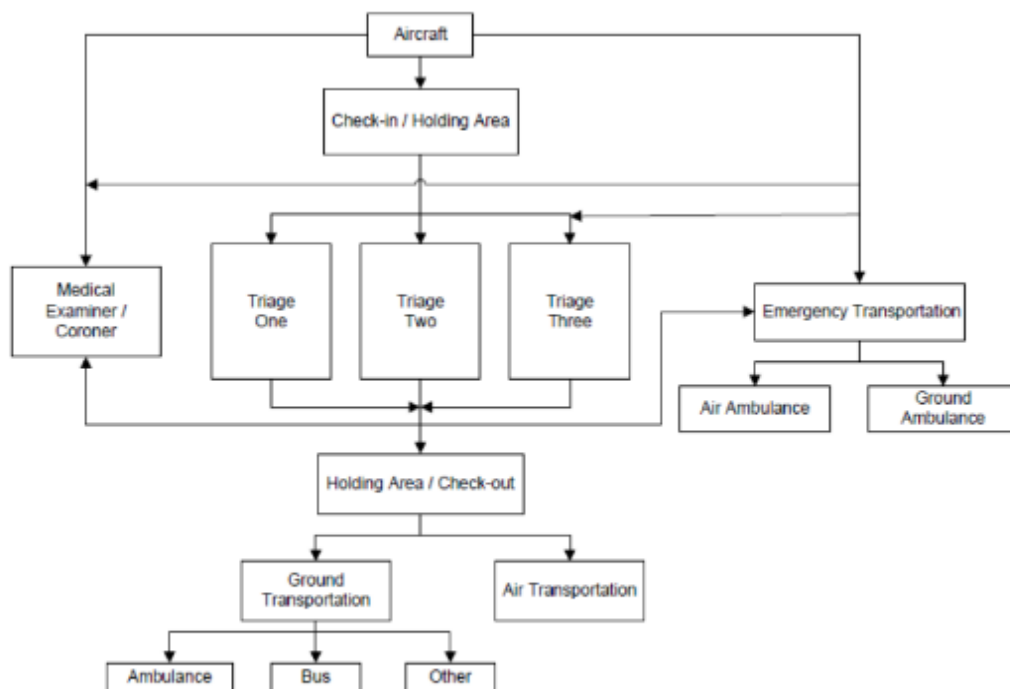 Aircraft
Check-in / Holding Area
Medical
Examiner /
Coroner
Triage
One
Triage
Two
Triage
Three
Emergency Transportation
Air Ambulance
Ground
Ambulance
Holding Area / Check-out
Ground
Transportation
Air Transportation
Ambulance
Bus
Other